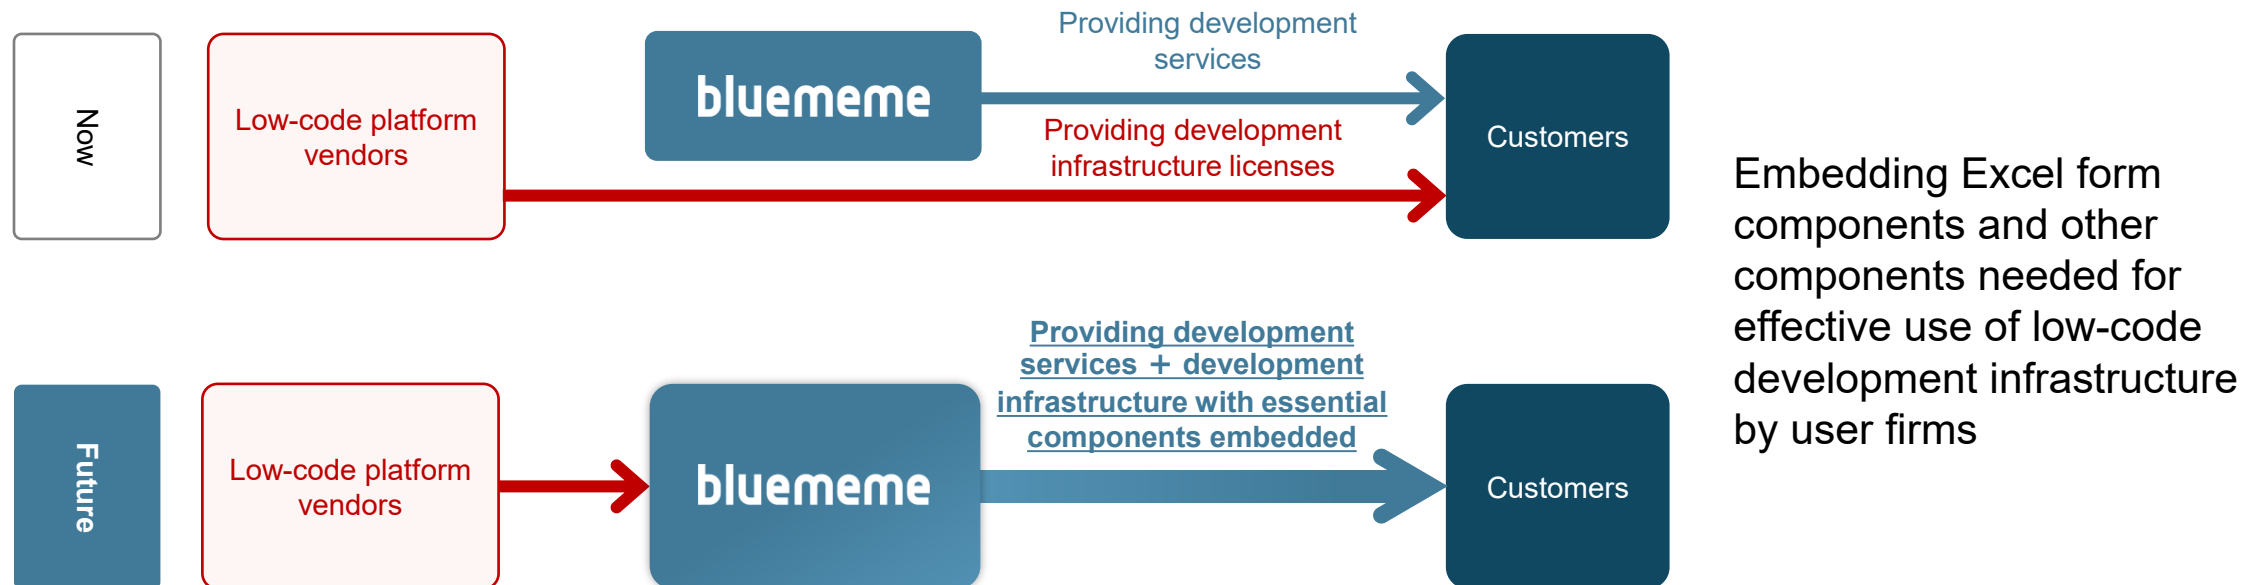 Now
Low-code platform
vendors
bluememe
Providing development
services
Providing development
infrastructure licenses
Customers
Embedding Excel form
components and other
components needed for
effective use of low-code
development infrastructure
by user firms
Future
Low-code platform
vendors
bluememe
Providing development
services + development
infrastructure with essential
components embedded
Customers